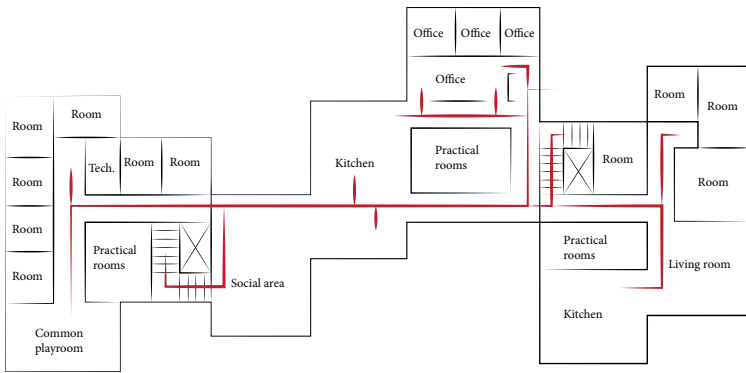 Office
Office
Office
Office
Room
Room
Room
Room
Tech.
Room
Room
Kitchen
Practical
rooms
Room
Room
Room
Room
Room
Practical
rooms
Social area
Practical
rooms
Living room
Common
playroom
Kitchen